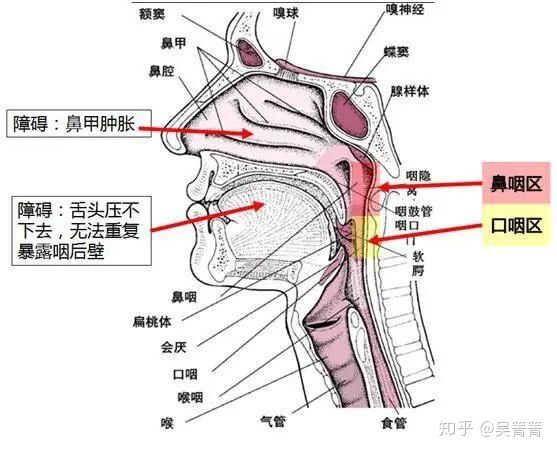 额窦
嗅球
嗅神经
鼻甲
蝶窦
鼻腔
腺样体
障碍：鼻甲肿胀
咽隐
窝
鼻咽区
障碍：舌头压不
下去，无法重复
暴露咽后壁
咽鼓管
咽口
口咽区
软
腭
鼻咽
扁桃体
会厌
口咽
喉咽
喉
气管
食管
知乎 @吴箐箐